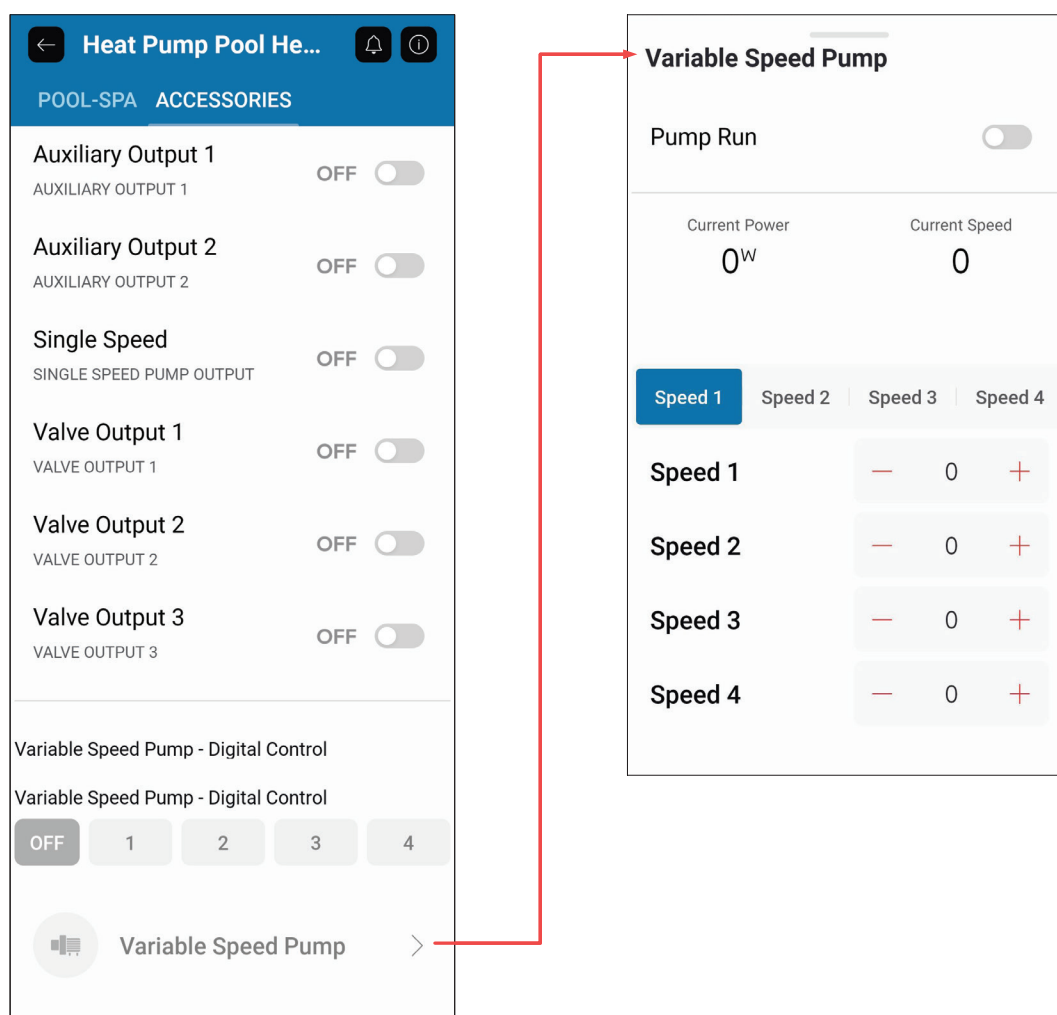 Heat Pump Pool He...
POOL-SPA ACCESSORIES
Auxiliary Output 1
AUXILIARY OUTPUT 1
OFF
Auxiliary Output 2
AUXILIARY OUTPUT 2
OFF
Single Speed
SINGLE SPEED PUMP OUTPUT
OFF
Valve Output 1
VALVE OUTPUT 1
OFF
Valve Output 2
VALVE OUTPUT 2
OFF
Valve Output 3
VALVE OUTPUT 3
OFF
Variable Speed Pump - Digital Control
Variable Speed Pump - Digital Control
OFF 1 2 3 4
Variable Speed Pump
Variable Speed Pump
Pump Run
Current Power Current Speed
0W 0
Speed 1 Speed 2 Speed 3 Speed 4
Speed 1 — 0 +
Speed 2 — 0 +
Speed 3 — 0 +
Speed 4 — 0 +